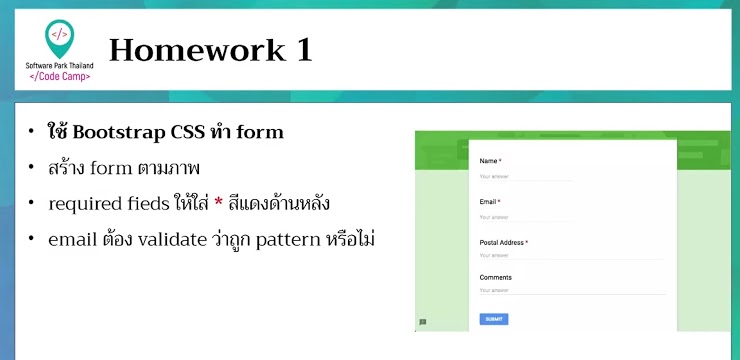 </>
Software Park Thailand
</Code Camp>
Homework 1
• ใช้ Bootstrap CSS ทำ form
• สร้าง form ตามภาพ
• required fieds ให้ใส่ * สีแดงด้านหลัง
• email ต้อง validate ว่าถูก pattern หรือไม่
Name *
Your answer
Email *
Your answer
Postal Address *
Your answer
Comments
Your answer
SUBMIT